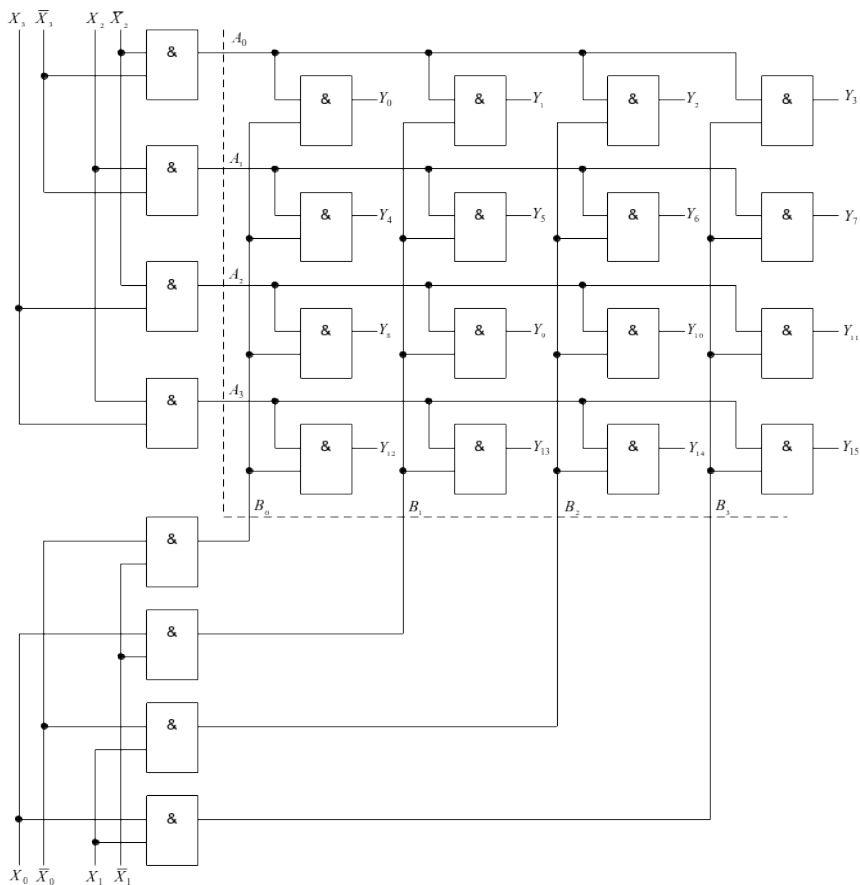 X₃ X̅₃ X₂ X̅₂
& A₀
& Y₀ & Y₁ & Y₂ & Y₃
& A₁
& Y₄ & Y₅ & Y₆ & Y₇
& A₂
& Y₈ & Y₉ & Y₁₀ & Y₁₁
& A₃
& Y₁₂ & Y₁₃ & Y₁₄ & Y₁₅
B₀ B₁ B₂ B₃
&
&
&
&
X₀ X̅₀ X₁ X̅₁